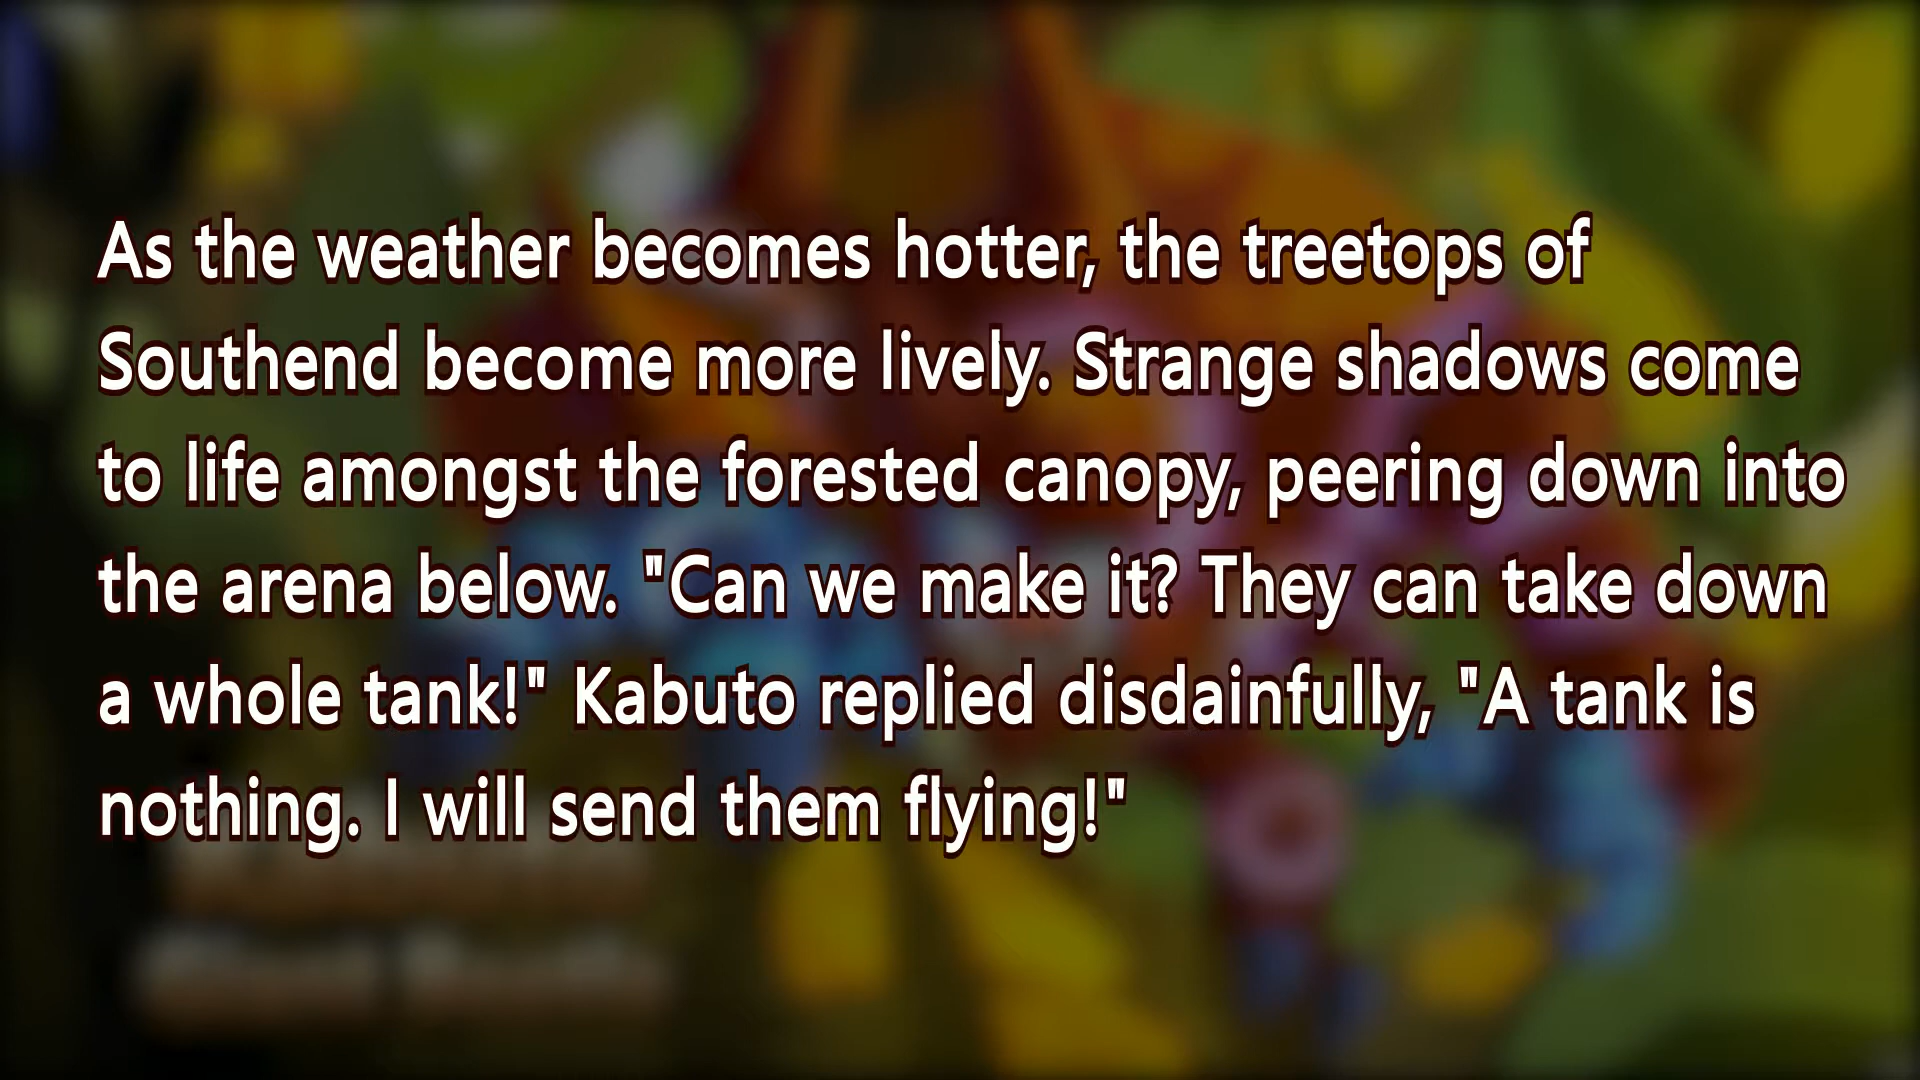 As the weather becomes hotter, the treetops of
Southend become more lively. Strange shadows come
to life amongst the forested canopy, peering down into
the arena below. "Can we make it? They can take down
a whole tank!" Kabuto replied disdainfully, "A tank is
nothing. I will send them flying!"